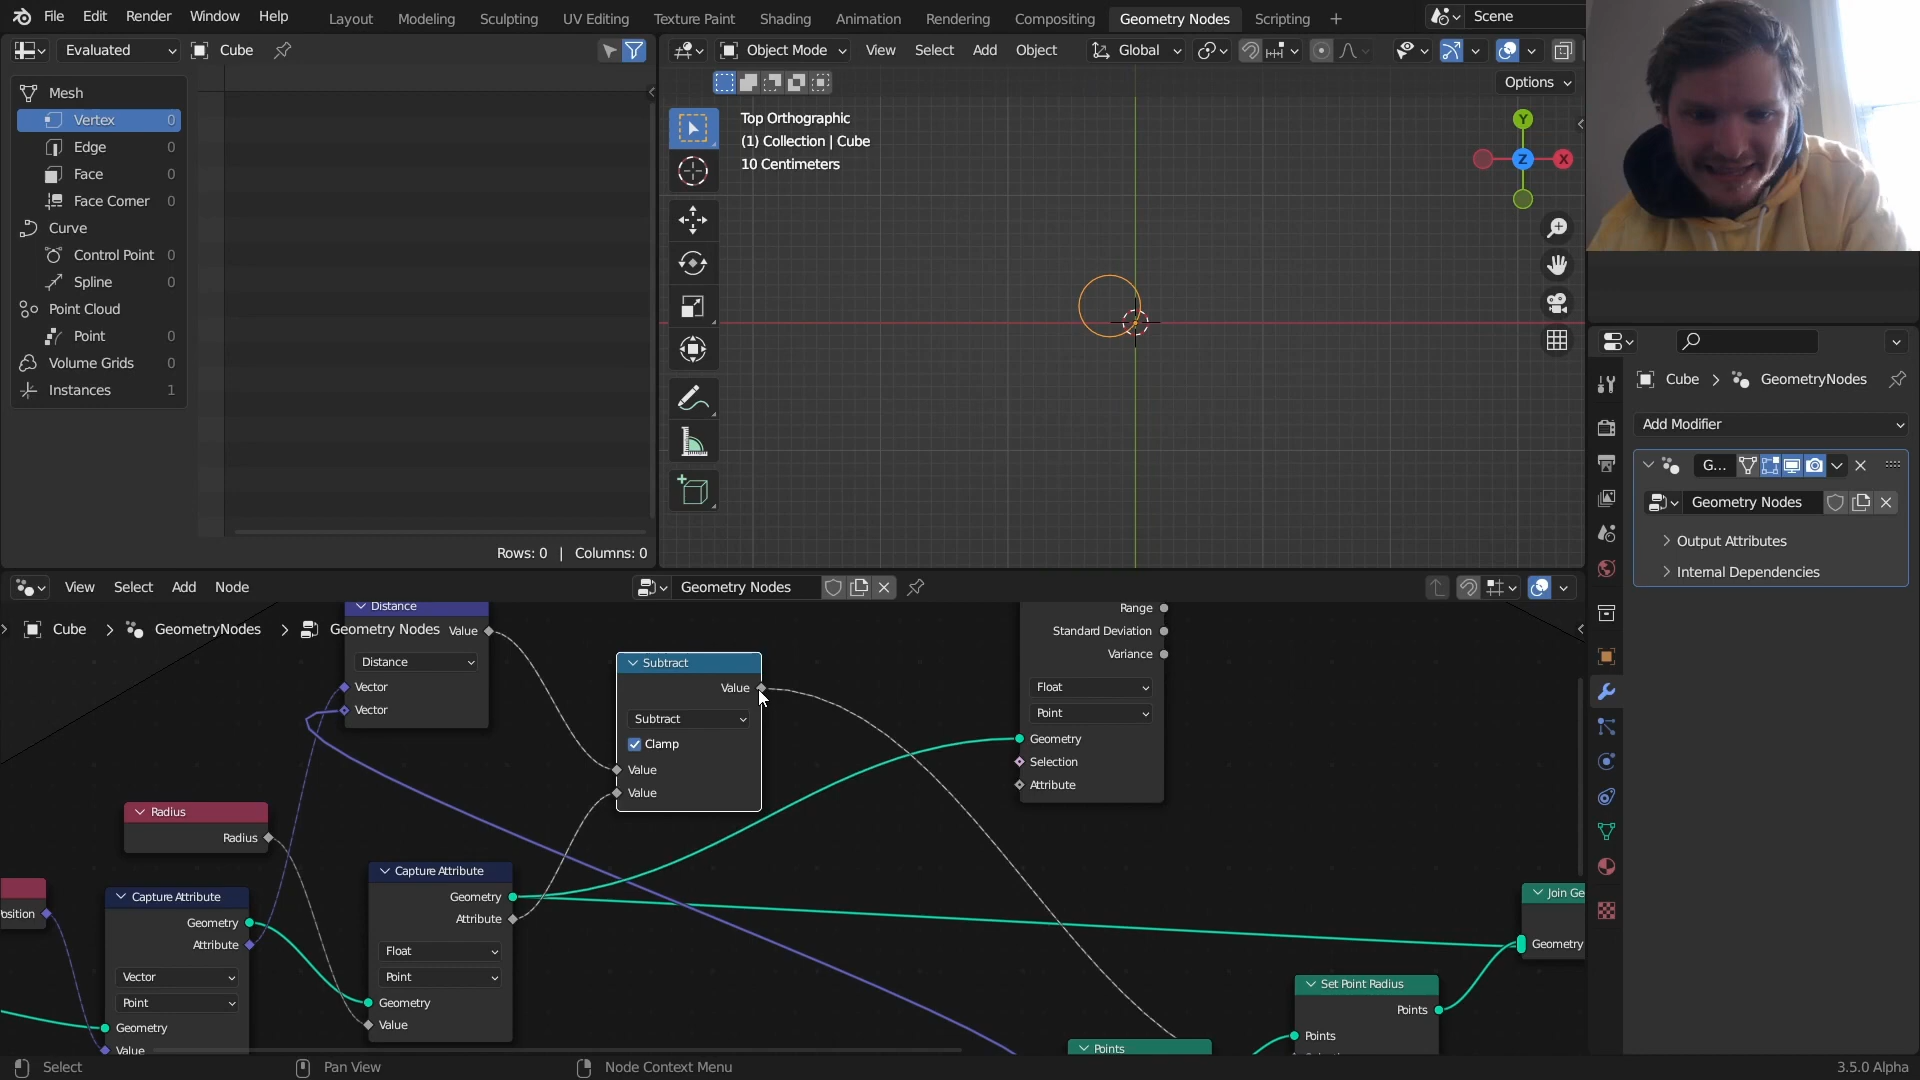 File Edit Render Window Help Layout Modeling Sculpting UV Editing Texture Paint Shading Animation Rendering Compositing Geometry Nodes Scripting + Scene
Evaluated Cube
Object Mode View Select Add Object Global
Options
Mesh
Vertex 0
Edge 0
Face 0
Face Corner 0
Curve
Control Point 0
Spline 0
Point Cloud
Point 0
Volume Grids 0
Instances 1
Rows: 0 | Columns: 0
Top Orthographic
(1) Collection | Cube
10 Centimeters
Y
Z
X
Cube > GeometryNodes
Add Modifier
G...
Geometry Nodes
Output Attributes
Internal Dependencies
View Select Add Node Geometry Nodes
Cube > GeometryNodes > Geometry Nodes
Distance
Value
Distance
Vector
Vector
Subtract
Value
Subtract
Clamp
Value
Value
Range
Standard Deviation
Variance
Float
Point
Geometry
Selection
Attribute
Radius
Radius
osition
Capture Attribute
Geometry
Attribute
Vector
Point
Geometry
Value
Capture Attribute
Geometry
Attribute
Float
Point
Geometry
Value
Join Ge
Geometry
Set Point Radius
Points
Points
Points
Select Pan View Node Context Menu 3.5.0 Alpha